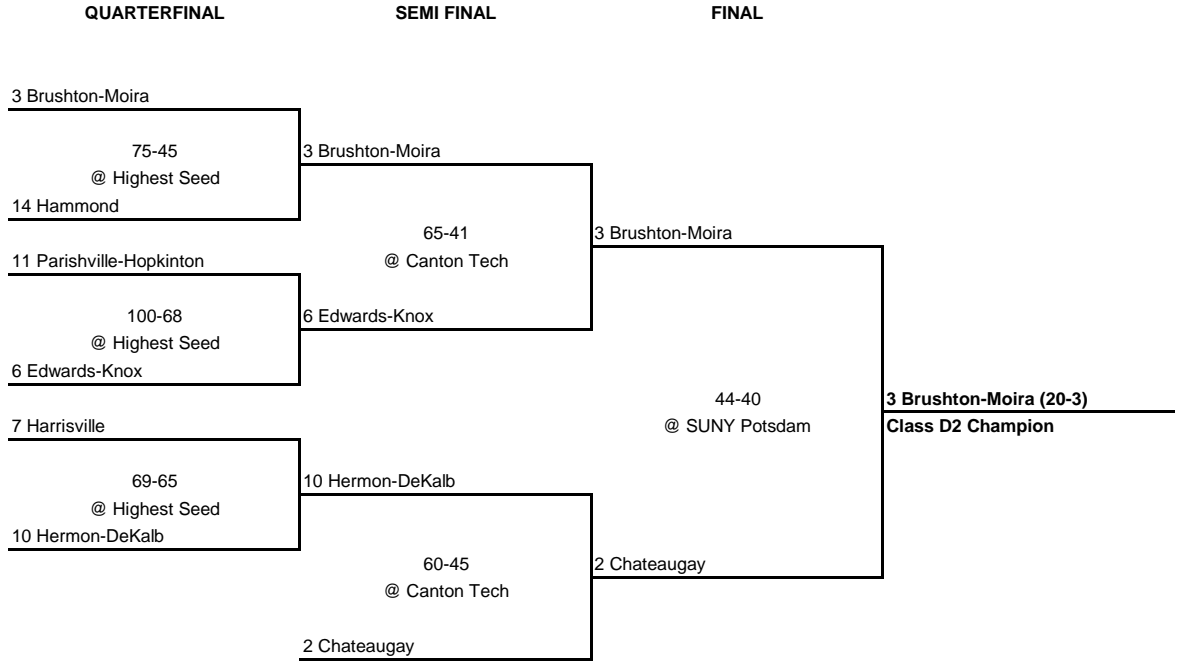 QUARTERFINAL SEMI FINAL FINAL
3 Brushton-Moira
75-45
3 Brushton-Moira
@ Highest Seed
14 Hammond
65-41
3 Brushton-Moira
11 Parishville-Hopkinton
@ Canton Tech
100-68
6 Edwards-Knox
@ Highest Seed
6 Edwards-Knox
44-40
3 Brushton-Moira (20-3)
7 Harrisville
@ SUNY Potsdam
Class D2 Champion
69-65
10 Hermon-DeKalb
@ Highest Seed
10 Hermon-DeKalb
60-45
2 Chateaugay
@ Canton Tech
2 Chateaugay